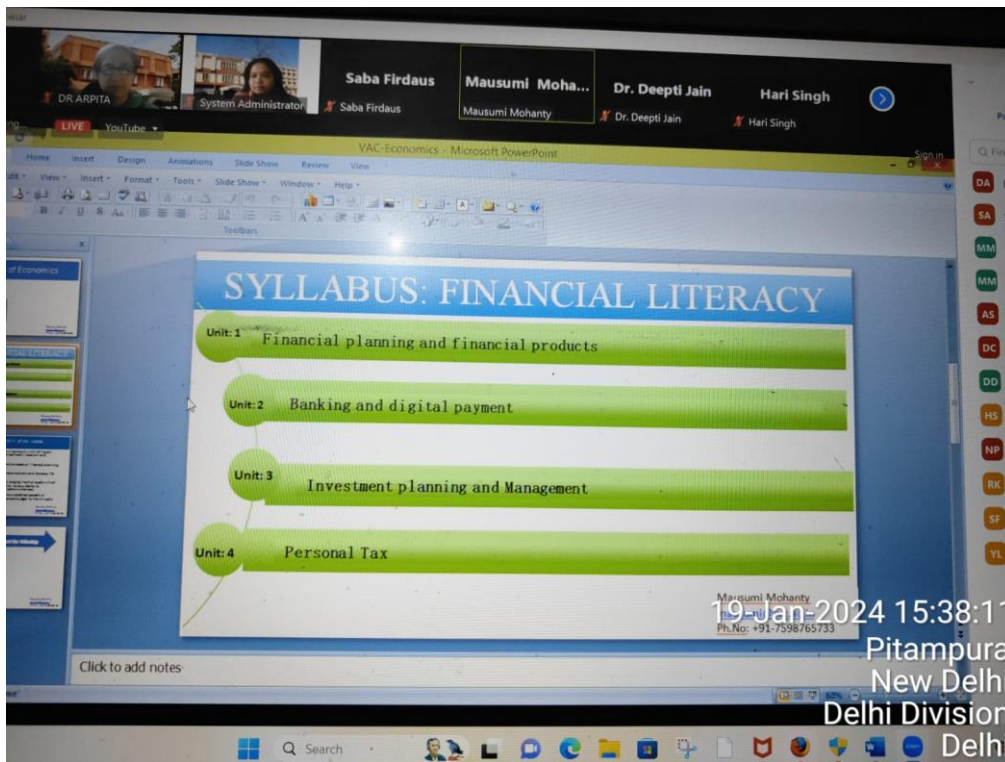 DR.ARPITA
System Administrator
Saba Firdaus
Saba Firdaus
Mausumi Moha...
Mausumi Mohanty
Dr. Deepti Jain
Dr. Deepti Jain
Hari Singh
Hari Singh
LIVE
YouTube
VAC-Economics - Microsoft PowerPoint
Sign in
Home Insert Design Animations Slide Show Review View
View Insert Format Tools Slide Show Window Help
Toolbars
of Economics
SYLLABUS: FINANCIAL LITERACY
Unit: 1 Financial planning and financial products
Unit: 2 Banking and digital payment
Unit: 3 Investment planning and Management
Unit: 4 Personal Tax
Mausumi Mohanty
Ph.No: +91-7598765733
Click to add notes
DA
SA
MM
MM
AS
DC
DD
HS
NP
RK
SF
YL
Search
19-Jan-2024 15:38:1
Pitampura
New Delhi
Delhi Division
Delh